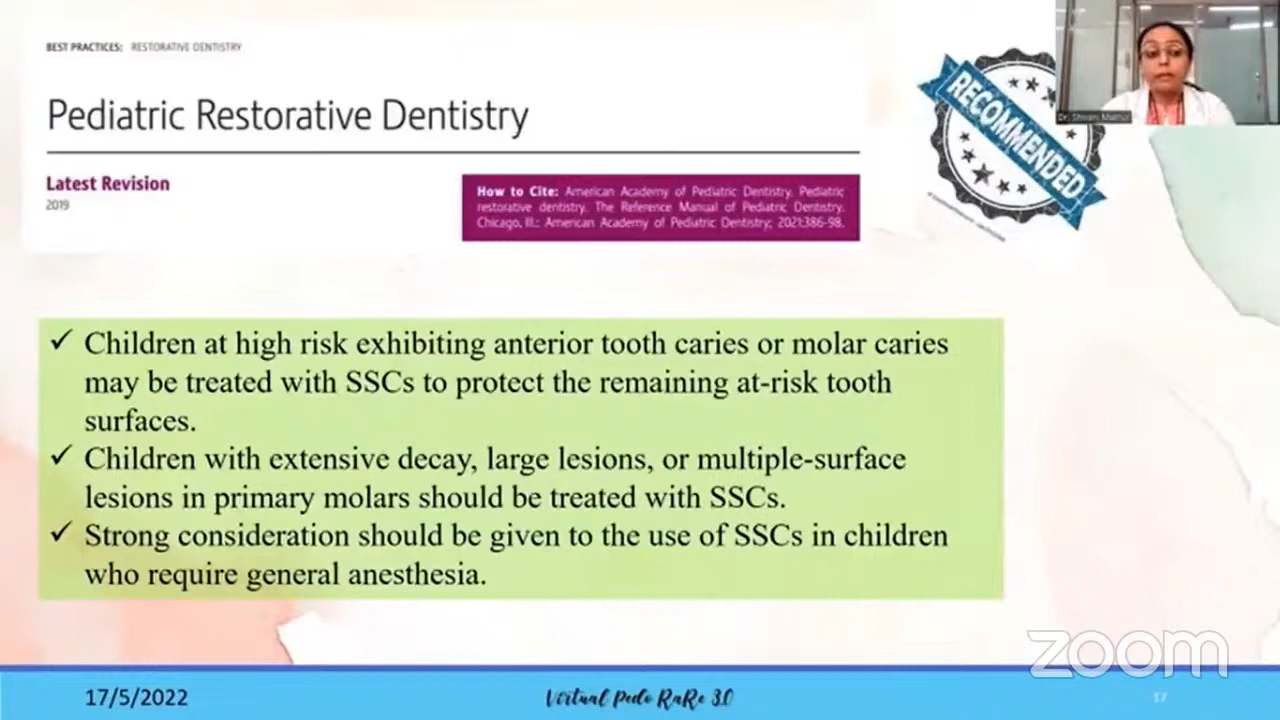 BEST PRACTICES: RESTORATIVE DENTISTRY
Pediatric Restorative Dentistry
Latest Revision
2019
How to Cite: American Academy of Pediatric Dentistry. Pediatric
restorative dentistry. The Reference Manual of Pediatric Dentistry.
Chicago, Ill.: American Academy of Pediatric Dentistry; 2021:386-98.
RECOMMENDED
✓ Children at high risk exhibiting anterior tooth caries or molar caries
may be treated with SSCs to protect the remaining at-risk tooth
surfaces.
✓ Children with extensive decay, large lesions, or multiple-surface
lesions in primary molars should be treated with SSCs.
✓ Strong consideration should be given to the use of SSCs in children
who require general anesthesia.
zoom
17/5/2022
Virtual Pedo RaRe 3.0
17